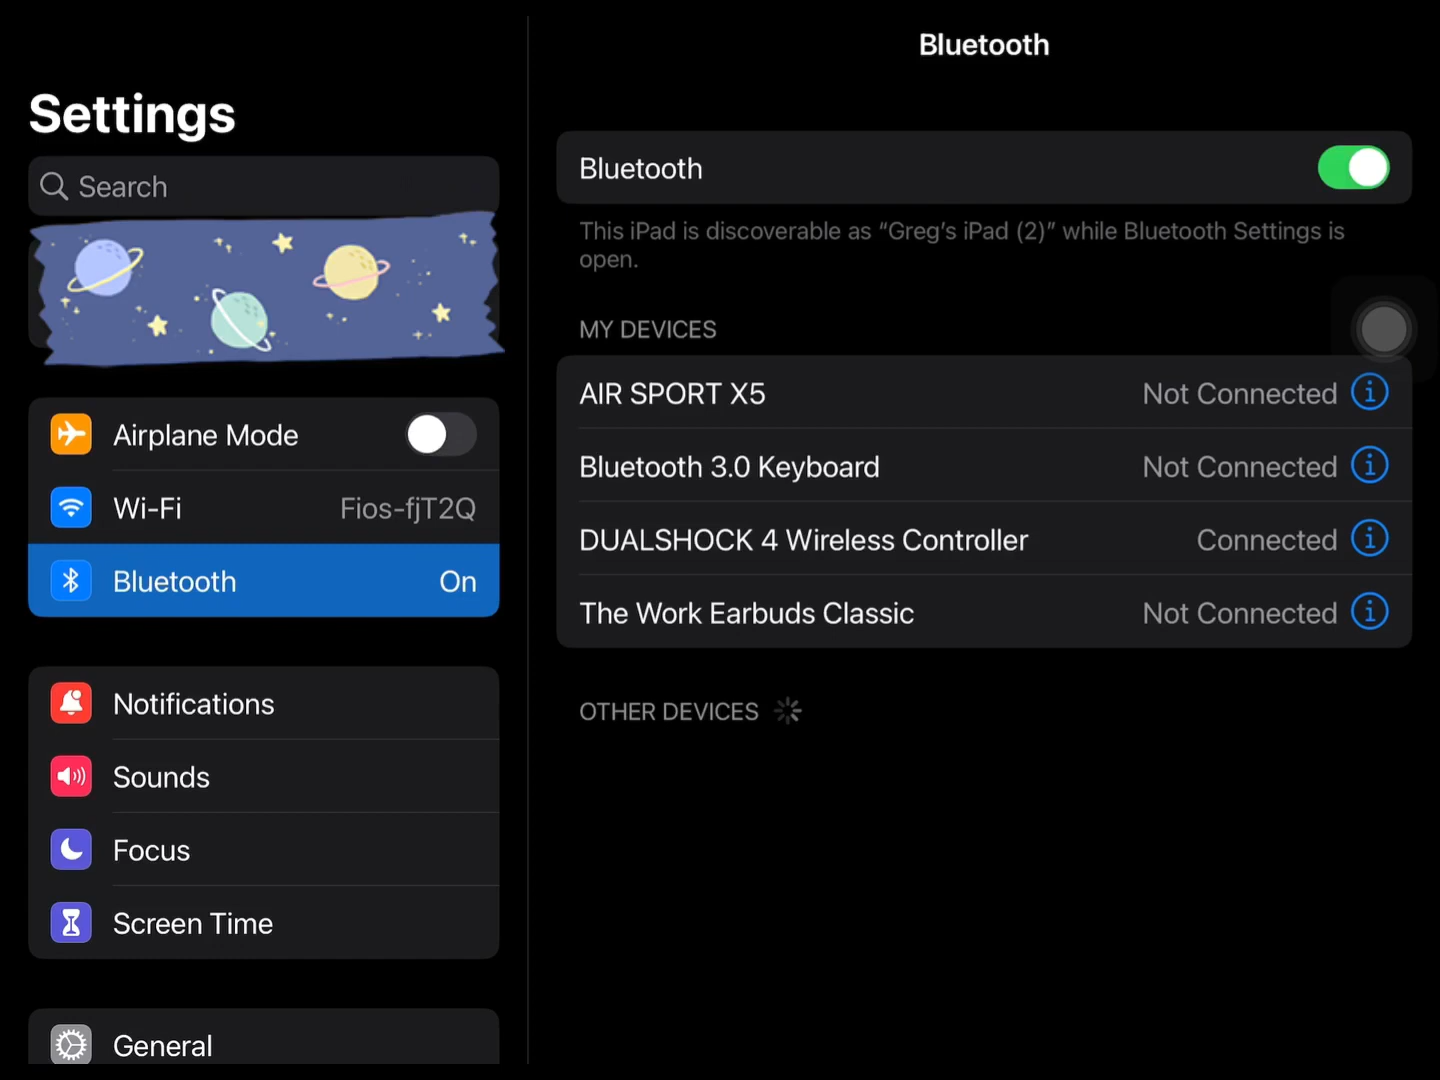 Settings
Search
Airplane Mode
Wi-Fi Fios-fjT2Q
Bluetooth On
Notifications
Sounds
Focus
Screen Time
General
Bluetooth
Bluetooth
This iPad is discoverable as “Greg’s iPad (2)” while Bluetooth Settings is
open.
MY DEVICES
AIR SPORT X5 Not Connected
Bluetooth 3.0 Keyboard Not Connected
DUALSHOCK 4 Wireless Controller Connected
The Work Earbuds Classic Not Connected
OTHER DEVICES